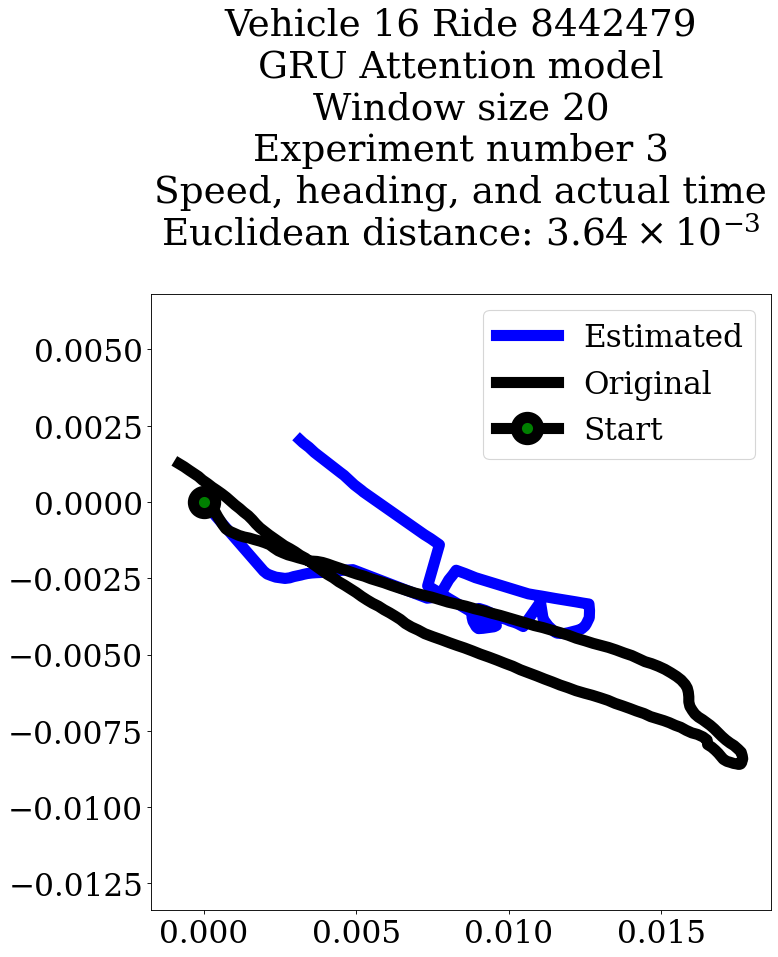 Vehicle 16 Ride 8442479
GRU Attention model
Window size 20
Experiment number 3
Speed, heading, and actual time
Euclidean distance: 3.64 × 10⁻³
Estimated
Original
Start
0.0050
0.0025
0.0000
−0.0025
−0.0050
−0.0075
−0.0100
−0.0125
0.000 0.005 0.010 0.015